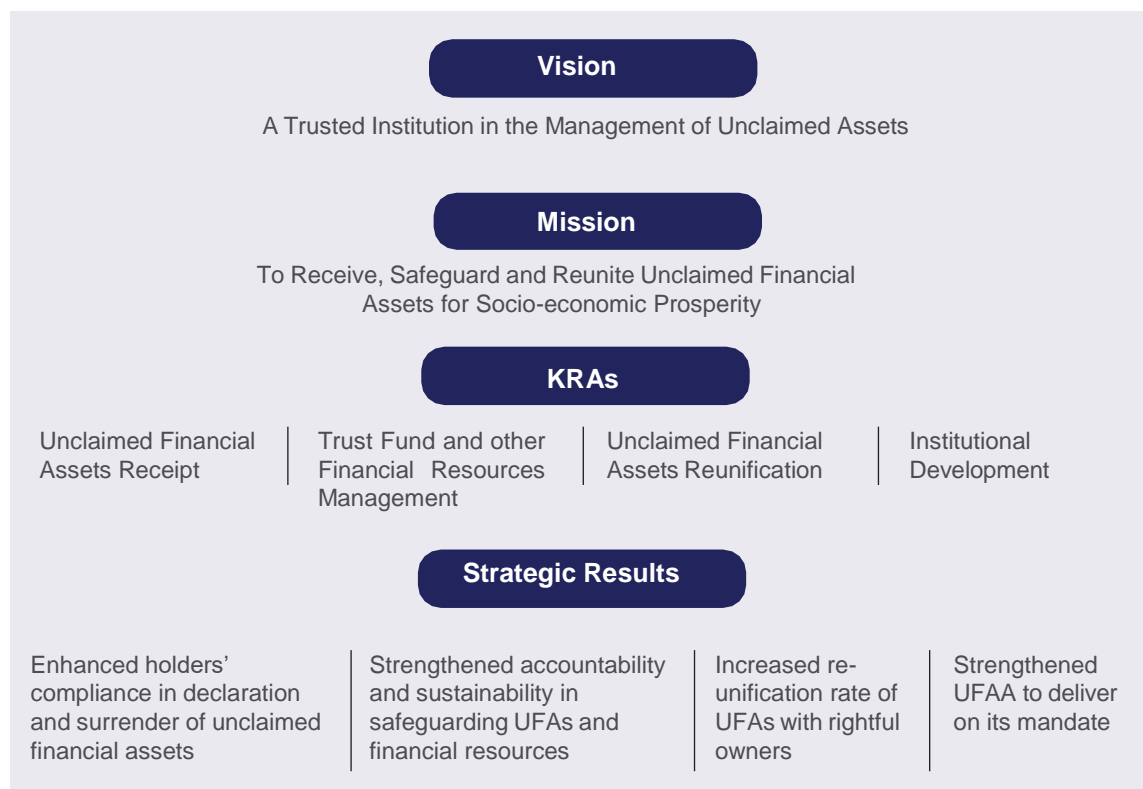 Vision
A Trusted Institution in the Management of Unclaimed Assets
Mission
To Receive, Safeguard and Reunite Unclaimed Financial
Assets for Socio-economic Prosperity
KRAs
Unclaimed Financial
Assets Receipt
Trust Fund and other
Financial Resources
Management
Unclaimed Financial
Assets Reunification
Institutional
Development
Strategic Results
Enhanced holders’
compliance in declaration
and surrender of unclaimed
financial assets
Strengthened accountability
and sustainability in
safeguarding UFAs and
financial resources
Increased re-
unification rate of
UFAs with rightful
owners
Strengthened
UFAA to deliver
on its mandate